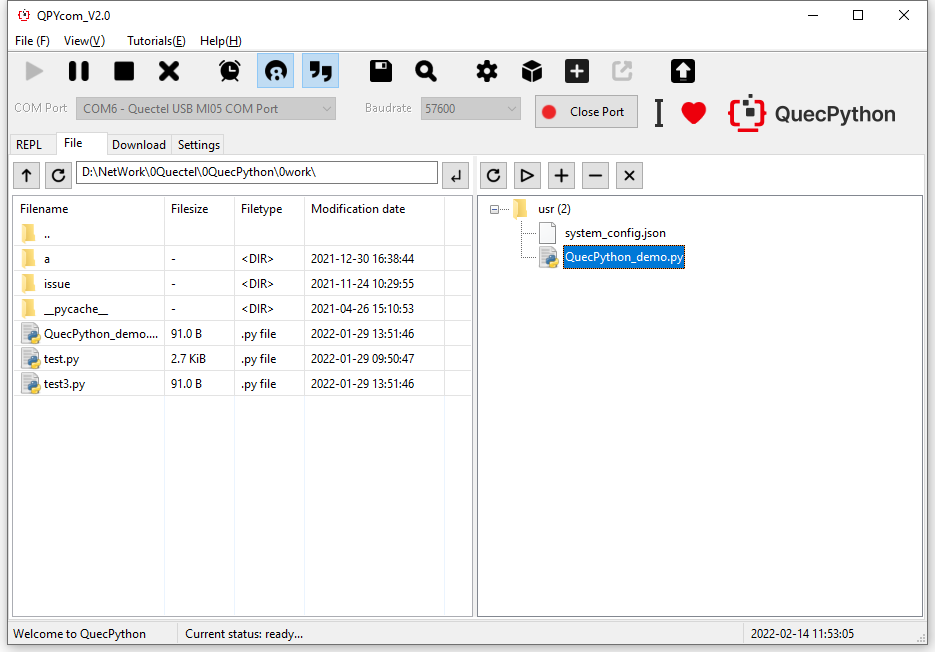 QPYcom_V2.0
File (F) View(V) Tutorials(E) Help(H)
COM Port COM6 - Quectel USB MI05 COM Port Baudrate 57600 Close Port QuecPython
REPL File Download Settings
D:\NetWork\0Quectel\0QuecPython\0work\
Filename Filesize Filetype Modification date
..
a - <DIR> 2021-12-30 16:38:44
issue - <DIR> 2021-11-24 10:29:55
__pycache__ - <DIR> 2021-04-26 15:10:53
QuecPython_demo.... 91.0 B .py file 2022-01-29 13:51:46
test.py 2.7 KiB .py file 2022-01-29 09:50:47
test3.py 91.0 B .py file 2022-01-29 13:51:46
usr (2)
system_config.json
QuecPython_demo.py
Welcome to QuecPython Current status: ready... 2022-02-14 11:53:05